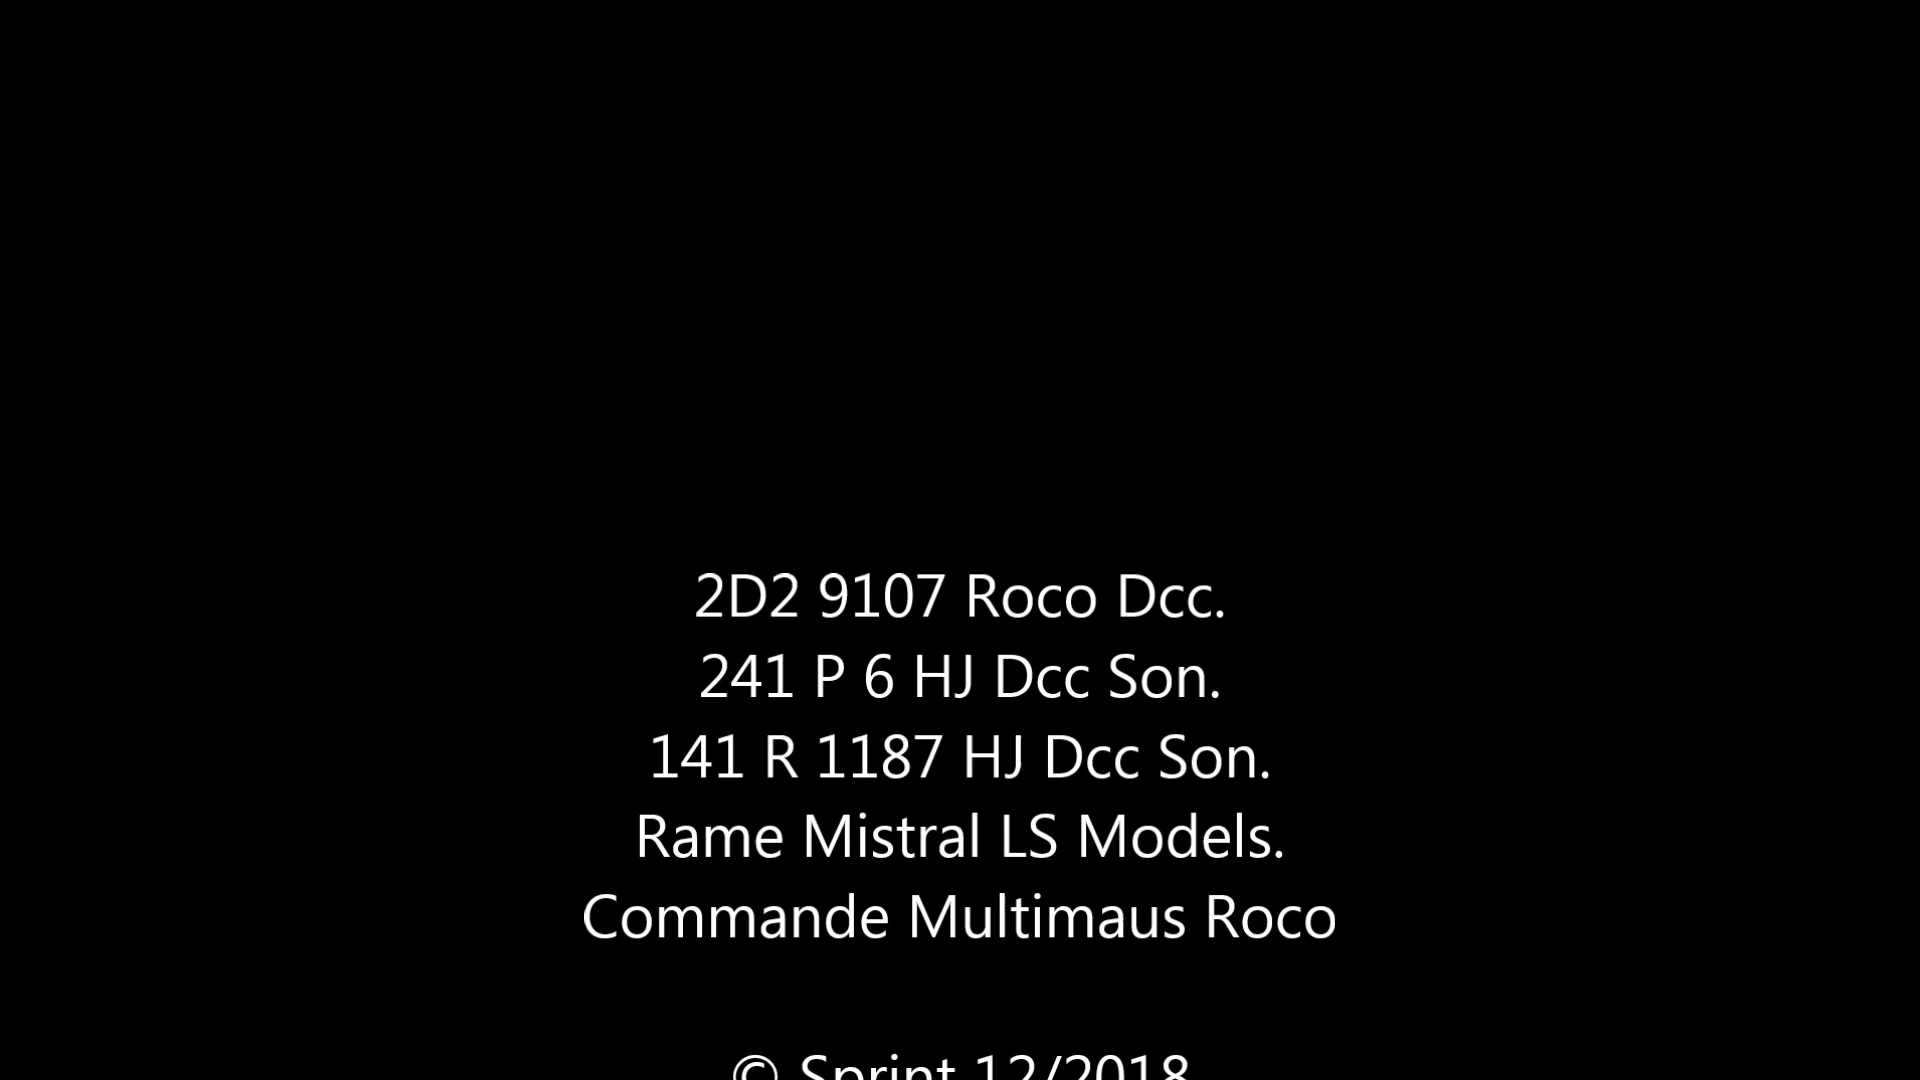 2D2 9107 Roco Dcc.
241 P 6 HJ Dcc Son.
141 R 1187 HJ Dcc Son.
Rame Mistral LS Models.
Commande Multimaus Roco
© Sprint 12/2018